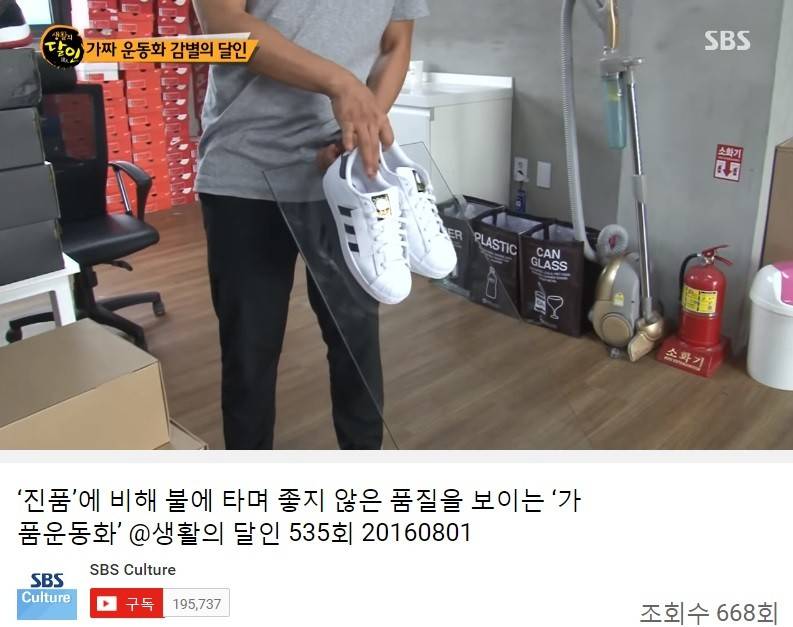 생활의
달인
가짜 운동화 감별의 달인
SBS
소화기
PLASTIC
CAN
GLASS
소화기
‘진품’에 비해 불에 타며 좋지 않은 품질을 보이는 ‘가
품운동화’ @생활의 달인 535회 20160801
SBS
Culture
SBS Culture
구독
195,737
조회수 668회